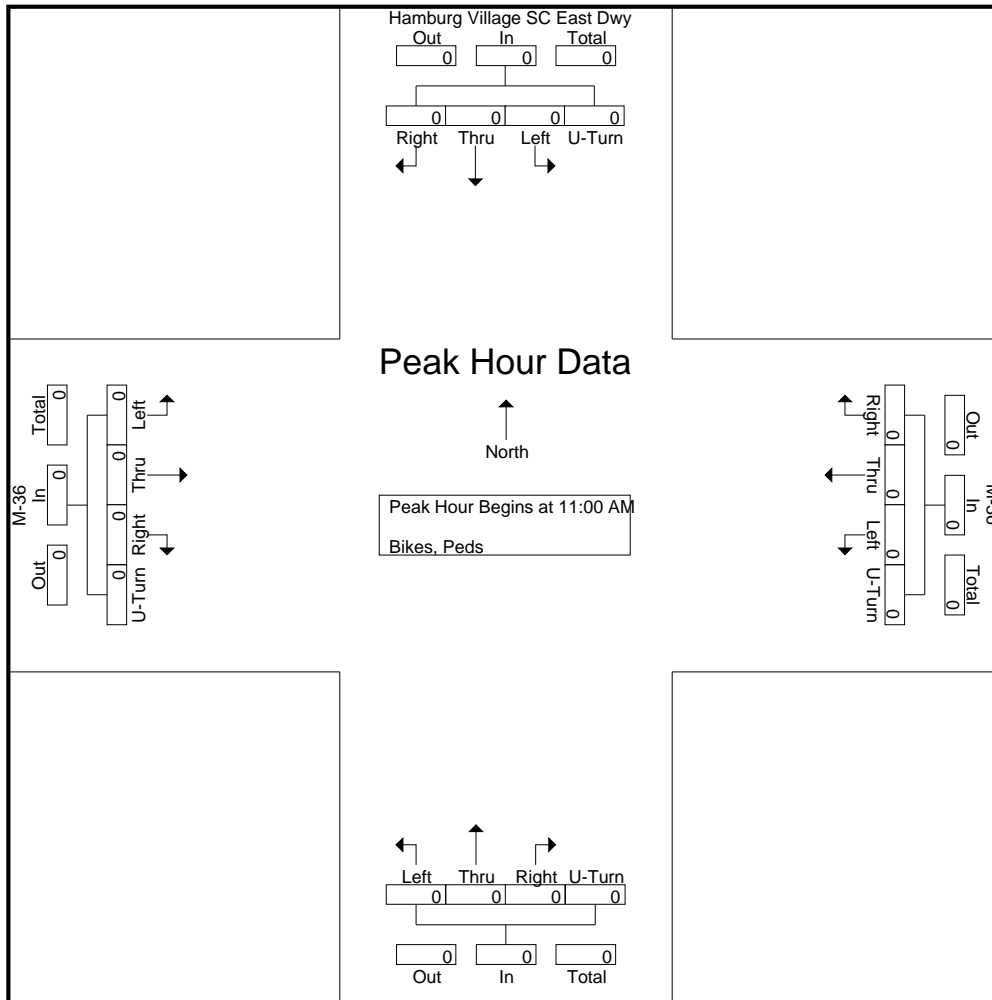 Hamburg Village SC East Dwy
Out In Total
0 0 0
0 0 0 0
Right Thru Left U-Turn
Peak Hour Data
North
Peak Hour Begins at 11:00 AM
Bikes, Peds
M-36
Total In Out
0 0 0
0 0 0 0
Left Thru Right U-Turn
Right Thru Left U-Turn
0 0 0 0
Out In Total
0 0 0
M-36
Left Thru Right U-Turn
0 0 0 0
0 0 0
Out In Total